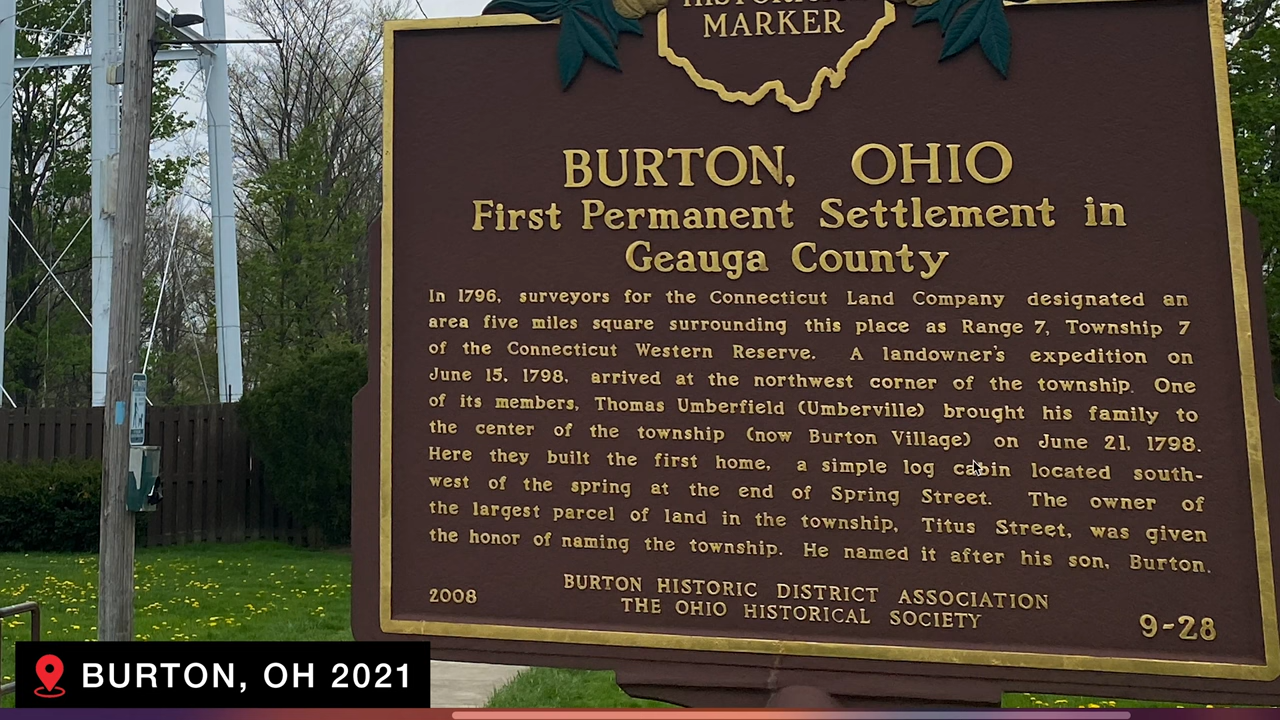 MARKER
BURTON, OHIO
First Permanent Settlement in
Geauga County
In 1796, surveyors for the Connecticut Land Company designated an
area five miles square surrounding this place as Range 7, Township 7
of the Connecticut Western Reserve. A landowner's expedition on
June 15, 1798, arrived at the northwest corner of the township. One
of its members, Thomas Umberfield (Umberville) brought his family to
the center of the township (now Burton Village) on June 21, 1798.
Here they built the first home, a simple log cabin located south-
west of the spring at the end of Spring Street. The owner of
the largest parcel of land in the township, Titus Street, was given
the honor of naming the township. He named it after his son, Burton.
BURTON HISTORIC DISTRICT ASSOCIATION
THE OHIO HISTORICAL SOCIETY
2008
9-28
BURTON, OH 2021